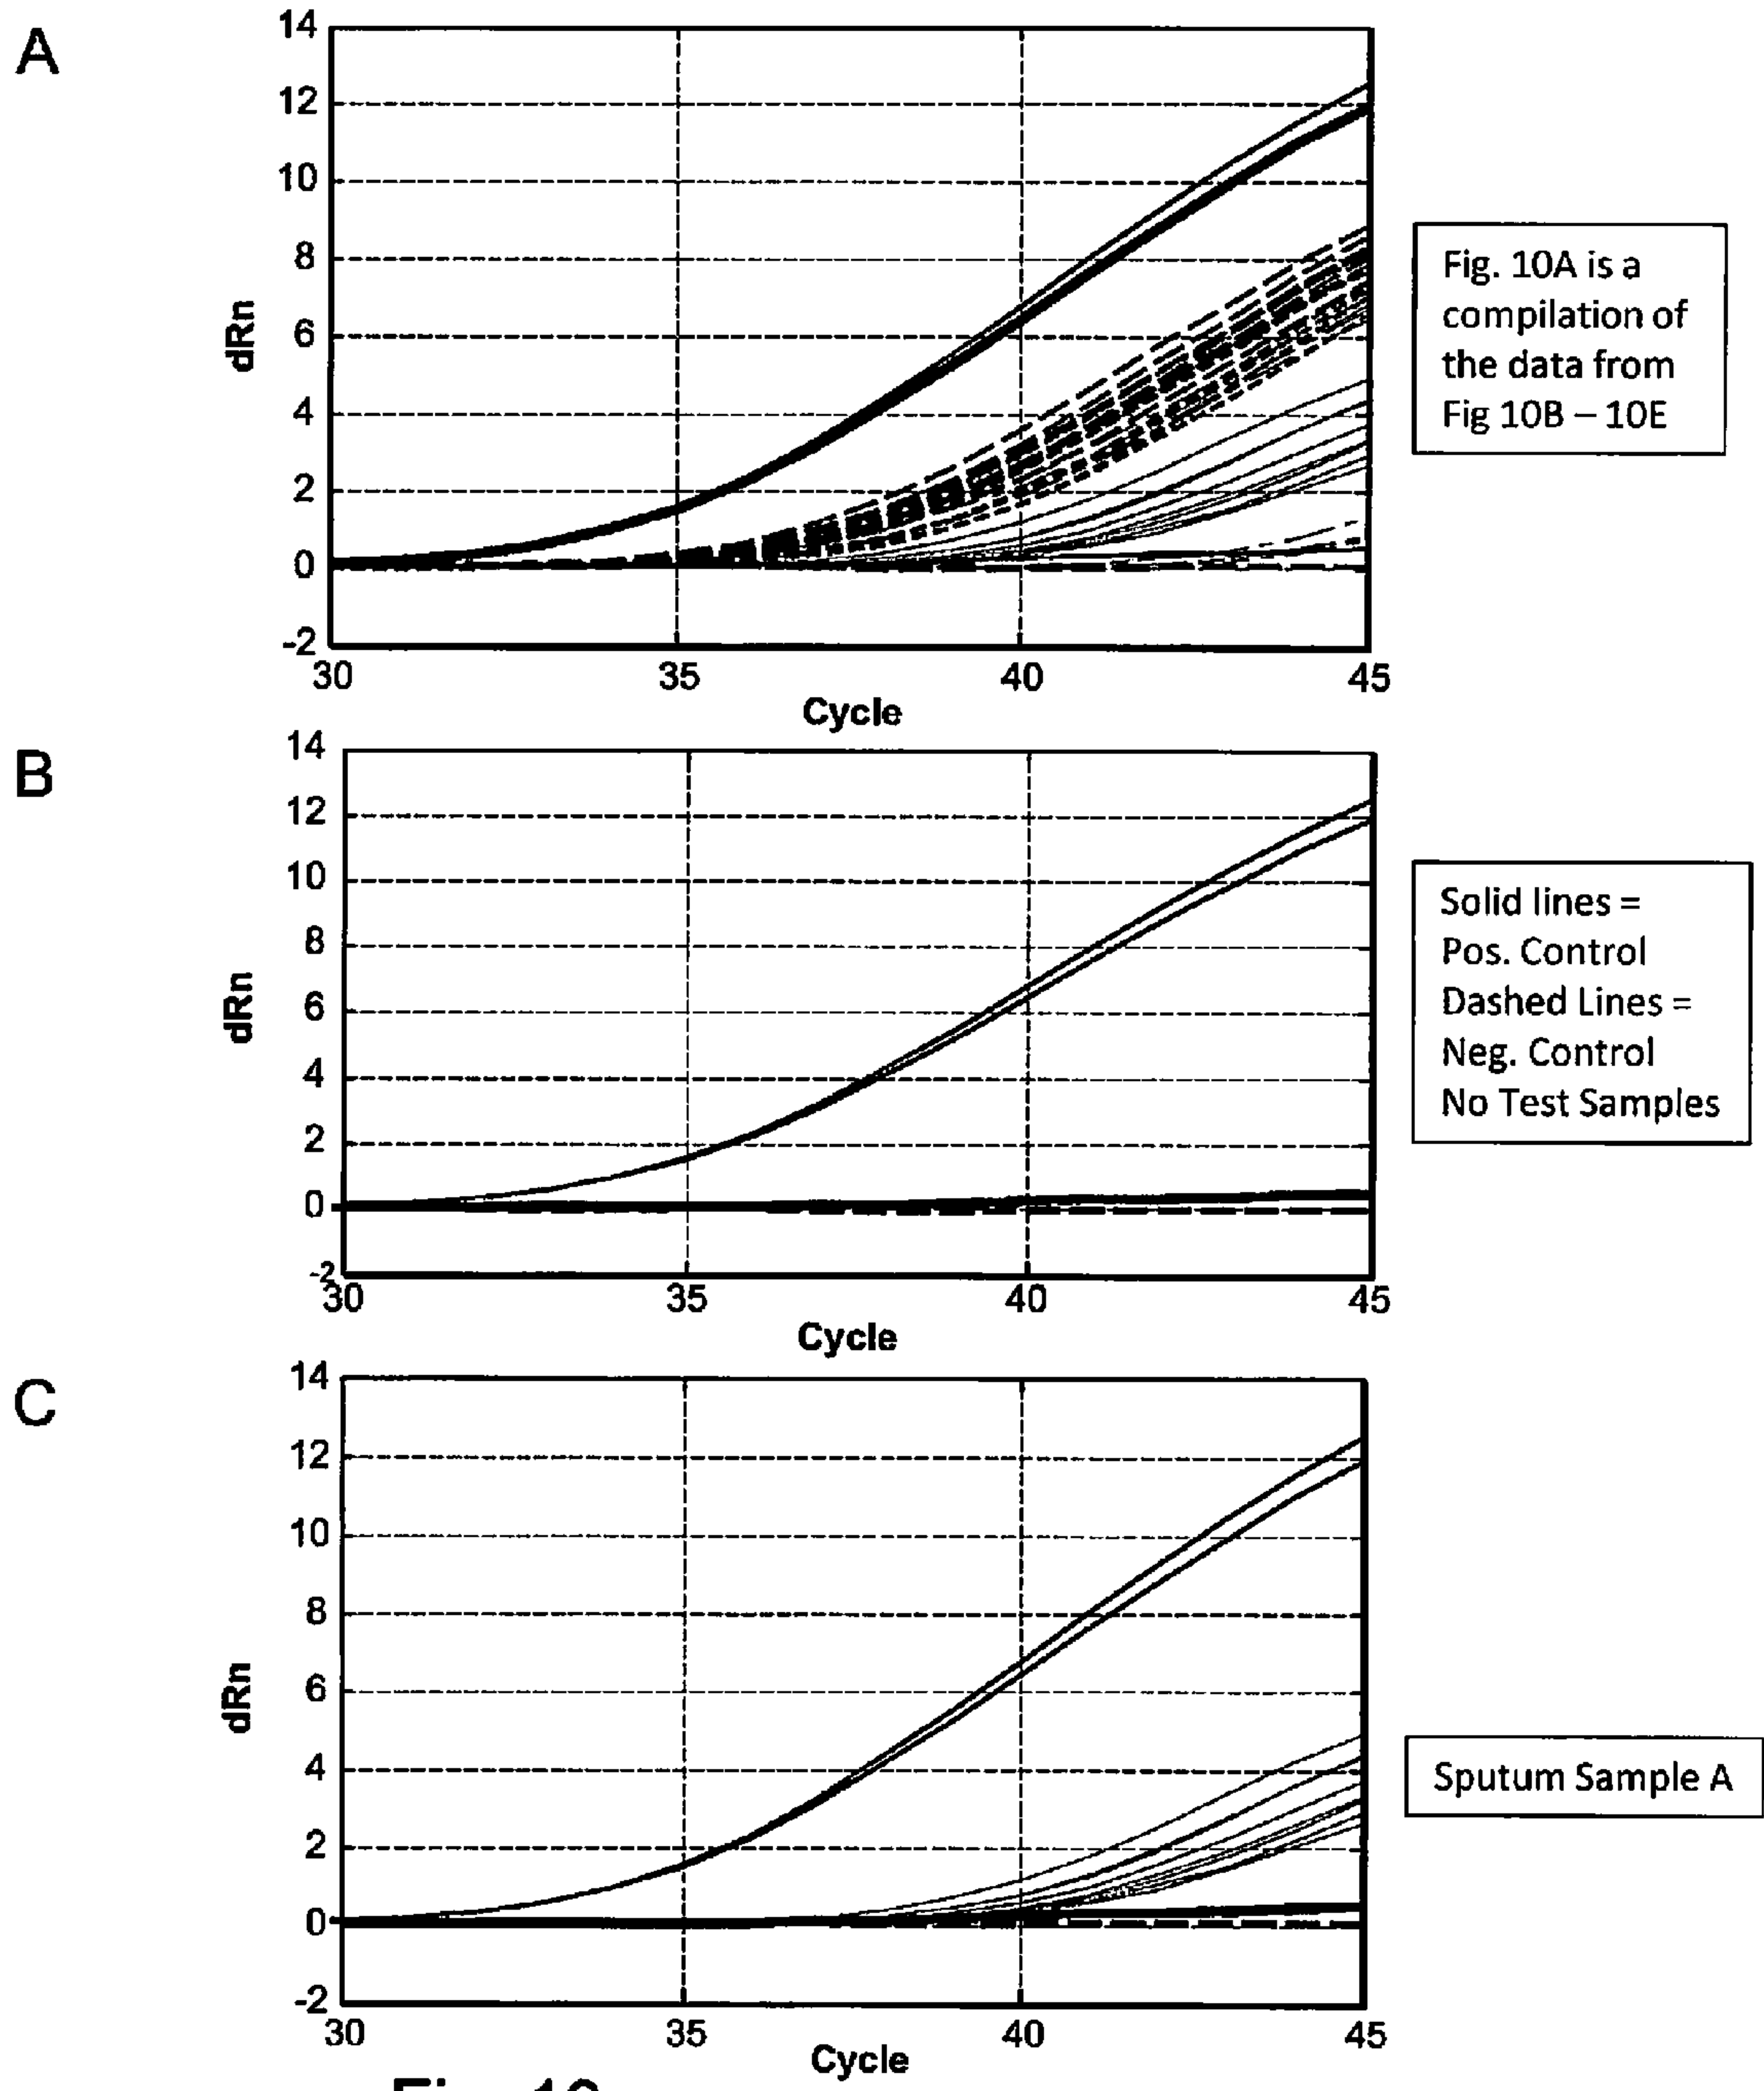 A
14
12
10
8
6
4
2
0
-2
dRn
30
35
40
45
Cycle
Fig. 10A is a
compilation of
the data from
Fig 10B – 10E
B
14
12
10
8
6
4
2
0
-2
dRn
30
35
40
45
Cycle
Solid lines =
Pos. Control
Dashed Lines =
Neg. Control
No Test Samples
C
14
12
10
8
6
4
2
0
-2
dRn
30
35
40
45
Cycle
Sputum Sample A